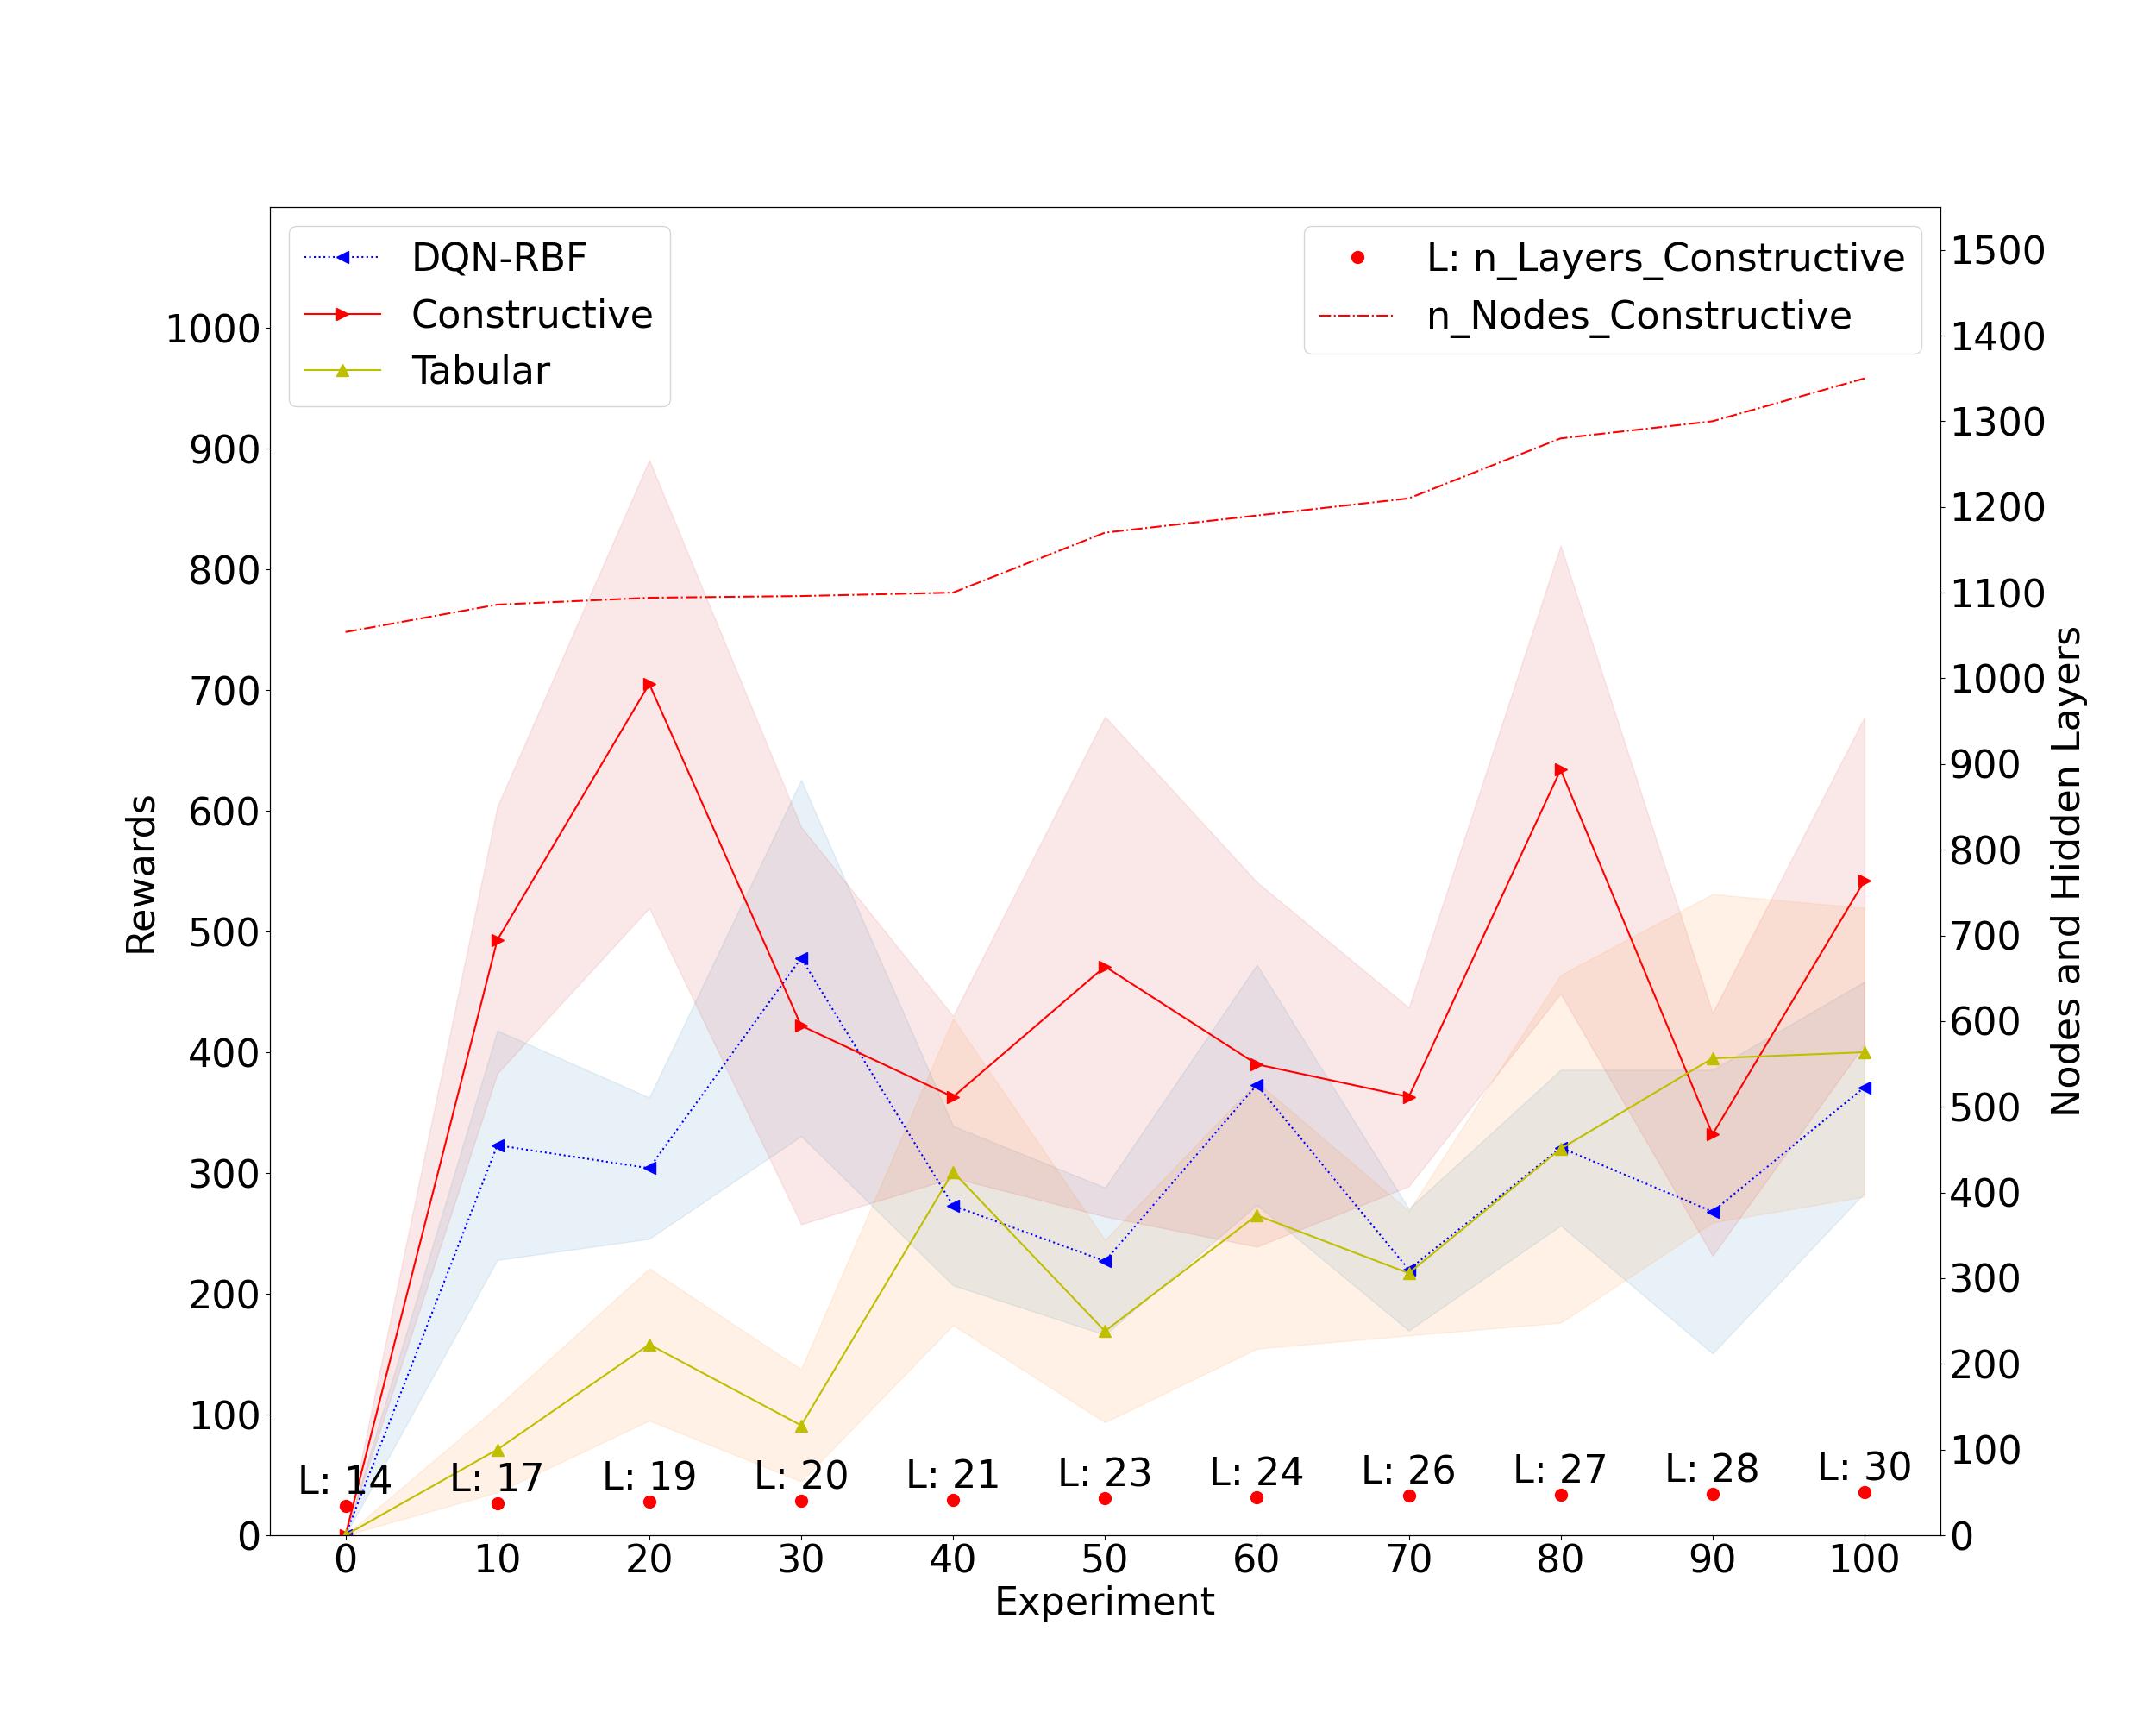 DQN-RBF
Constructive
Tabular
L: n_Layers_Constructive
n_Nodes_Constructive
1000
900
800
700
600
500
400
300
200
100
0
Rewards
1500
1400
1300
1200
1100
1000
900
800
700
600
500
400
300
200
100
0
Nodes and Hidden Layers
L: 14 L: 17 L: 19 L: 20 L: 21 L: 23 L: 24 L: 26 L: 27 L: 28 L: 30
0 10 20 30 40 50 60 70 80 90 100
Experiment